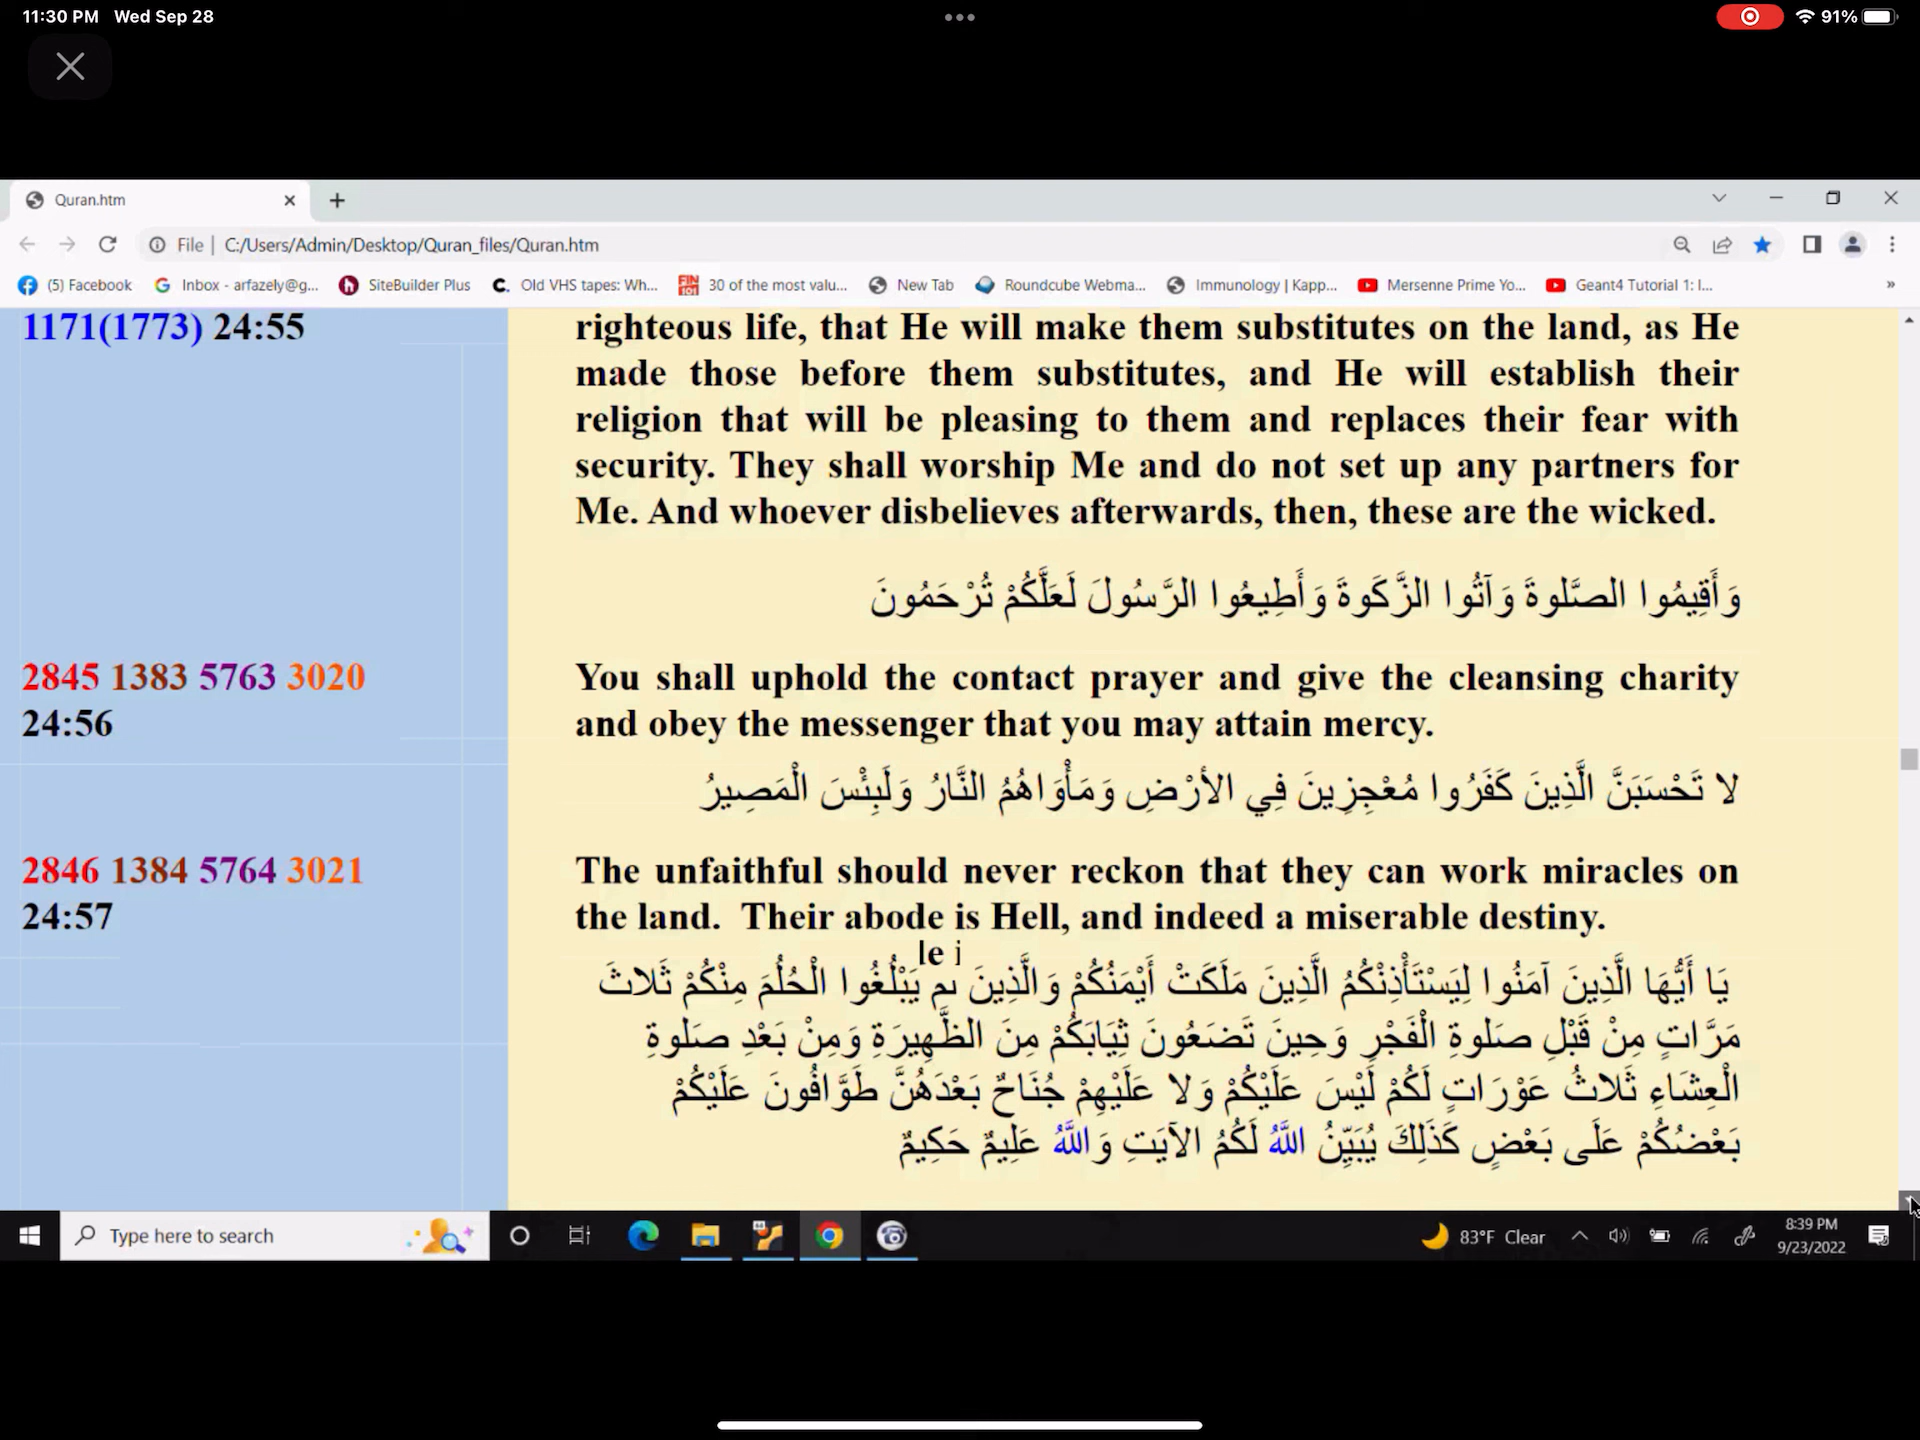 11:30 PM Wed Sep 28
91%
Quran.htm
File | C:/Users/Admin/Desktop/Quran_files/Quran.htm
(5) Facebook
Inbox - arfazely@g...
SiteBuilder Plus
Old VHS tapes: Wh...
FIN 101
30 of the most valu...
New Tab
Roundcube Webma...
Immunology | Kapp...
Mersenne Prime Yo...
Geant4 Tutorial 1: I...
»
1171(1773) 24:55
righteous life, that He will make them substitutes on the land, as He
made those before them substitutes, and He will establish their
religion that will be pleasing to them and replaces their fear with
security. They shall worship Me and do not set up any partners for
Me. And whoever disbelieves afterwards, then, these are the wicked.
وَأَقِيمُوا الصَّلوةَ وَآتُوا الزَّكَوةَ وَأَطِيعُوا الرَّسُولَ لَعَلَّكُمْ تُرْحَمُونَ
2845 1383 5763 3020
24:56
You shall uphold the contact prayer and give the cleansing charity
and obey the messenger that you may attain mercy.
لا تَحْسَبَنَّ الَّذِينَ كَفَرُوا مُعْجِزِينَ فِي الأرْضِ وَمَأْوَاهُمُ النَّارُ وَلَبِئْسَ الْمَصِيرُ
2846 1384 5764 3021
24:57
The unfaithful should never reckon that they can work miracles on
the land. Their abode is Hell, and indeed a miserable destiny.
le j
يَا أَيُّهَا الَّذِينَ آمَنُوا لِيَسْتَأْذِنْكُمُ الَّذِينَ مَلَكَتْ أَيْمَنُكُمْ وَالَّذِينَ يَبْلُغُوا الْحُلُمَ مِنْكُمْ ثَلاثَ
مَرَّاتٍ مِنْ قَبْلِ صَلوةِ الْفَجْرِ وَحِينَ تَضَعُونَ ثِيَابَكُمْ مِنَ الظَّهِيرَةِ وَمِنْ بَعْدِ صَلوةِ
الْعِشَاءِ ثَلاثُ عَوْرَاتٍ لَكُمْ لَيْسَ عَلَيْكُمْ وَلا عَلَيْهِمْ جُنَاحٌ بَعْدَهُنَّ طَوَّافُونَ عَلَيْكُمْ
بَعْضُكُمْ عَلَى بَعْضٍ كَذَلِكَ يُبَيِّنُ اللَّهُ لَكُمُ الآيَتِ وَاللَّهُ عَلِيمٌ حَكِيمٌ
Type here to search
83°F Clear
8:39 PM
9/23/2022